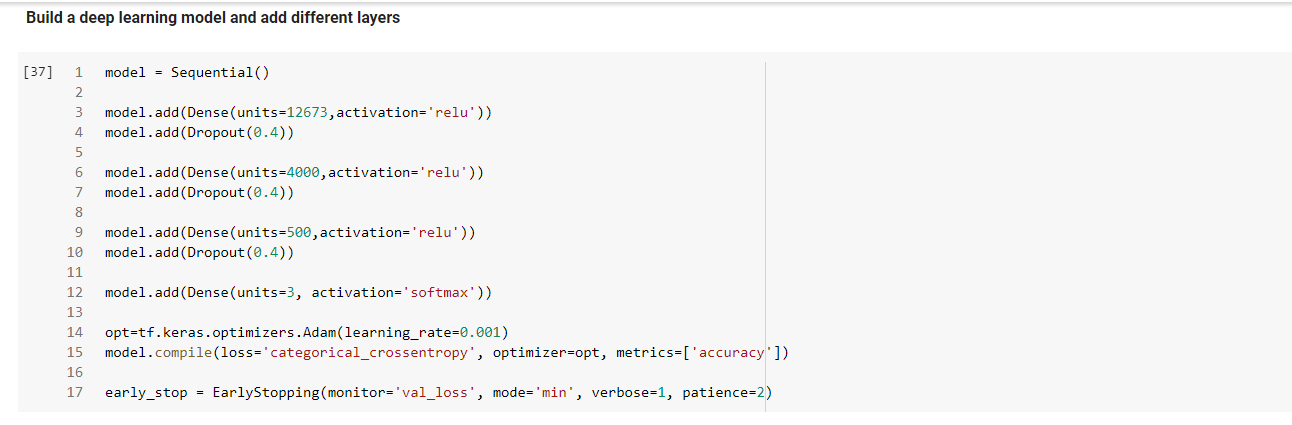 Build a deep learning model and add different layers
[37] 1 model = Sequential()
2
3 model.add(Dense(units=12673,activation='relu'))
4 model.add(Dropout(0.4))
5
6 model.add(Dense(units=4000,activation='relu'))
7 model.add(Dropout(0.4))
8
9 model.add(Dense(units=500,activation='relu'))
10 model.add(Dropout(0.4))
11
12 model.add(Dense(units=3, activation='softmax'))
13
14 opt=tf.keras.optimizers.Adam(learning_rate=0.001)
15 model.compile(loss='categorical_crossentropy', optimizer=opt, metrics=['accuracy'])
16
17 early_stop = EarlyStopping(monitor='val_loss', mode='min', verbose=1, patience=2)